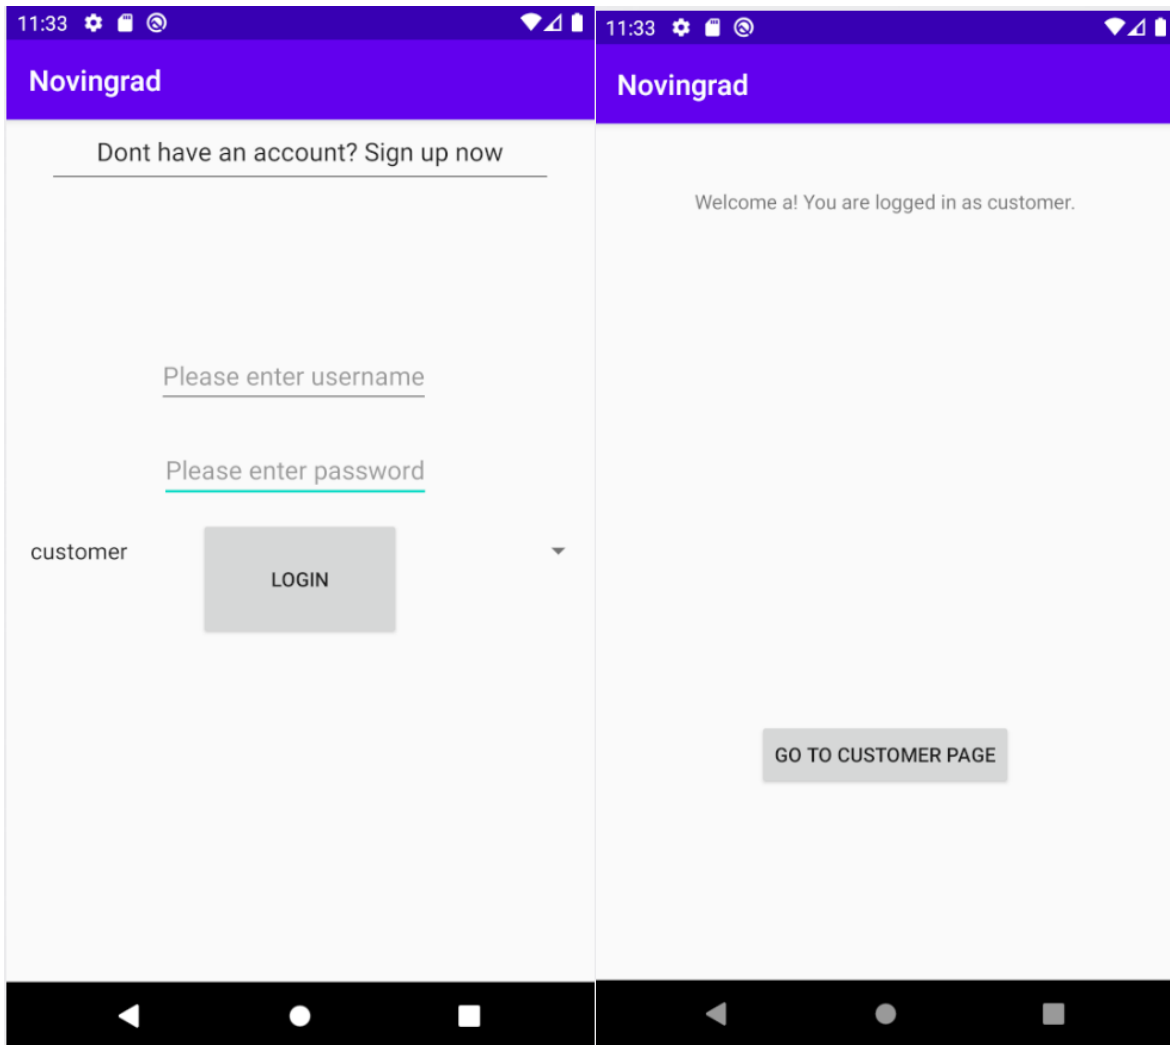 11:33
Novingrad
Dont have an account? Sign up now
Please enter username
Please enter password
customer
LOGIN
11:33
Novingrad
Welcome a! You are logged in as customer.
GO TO CUSTOMER PAGE